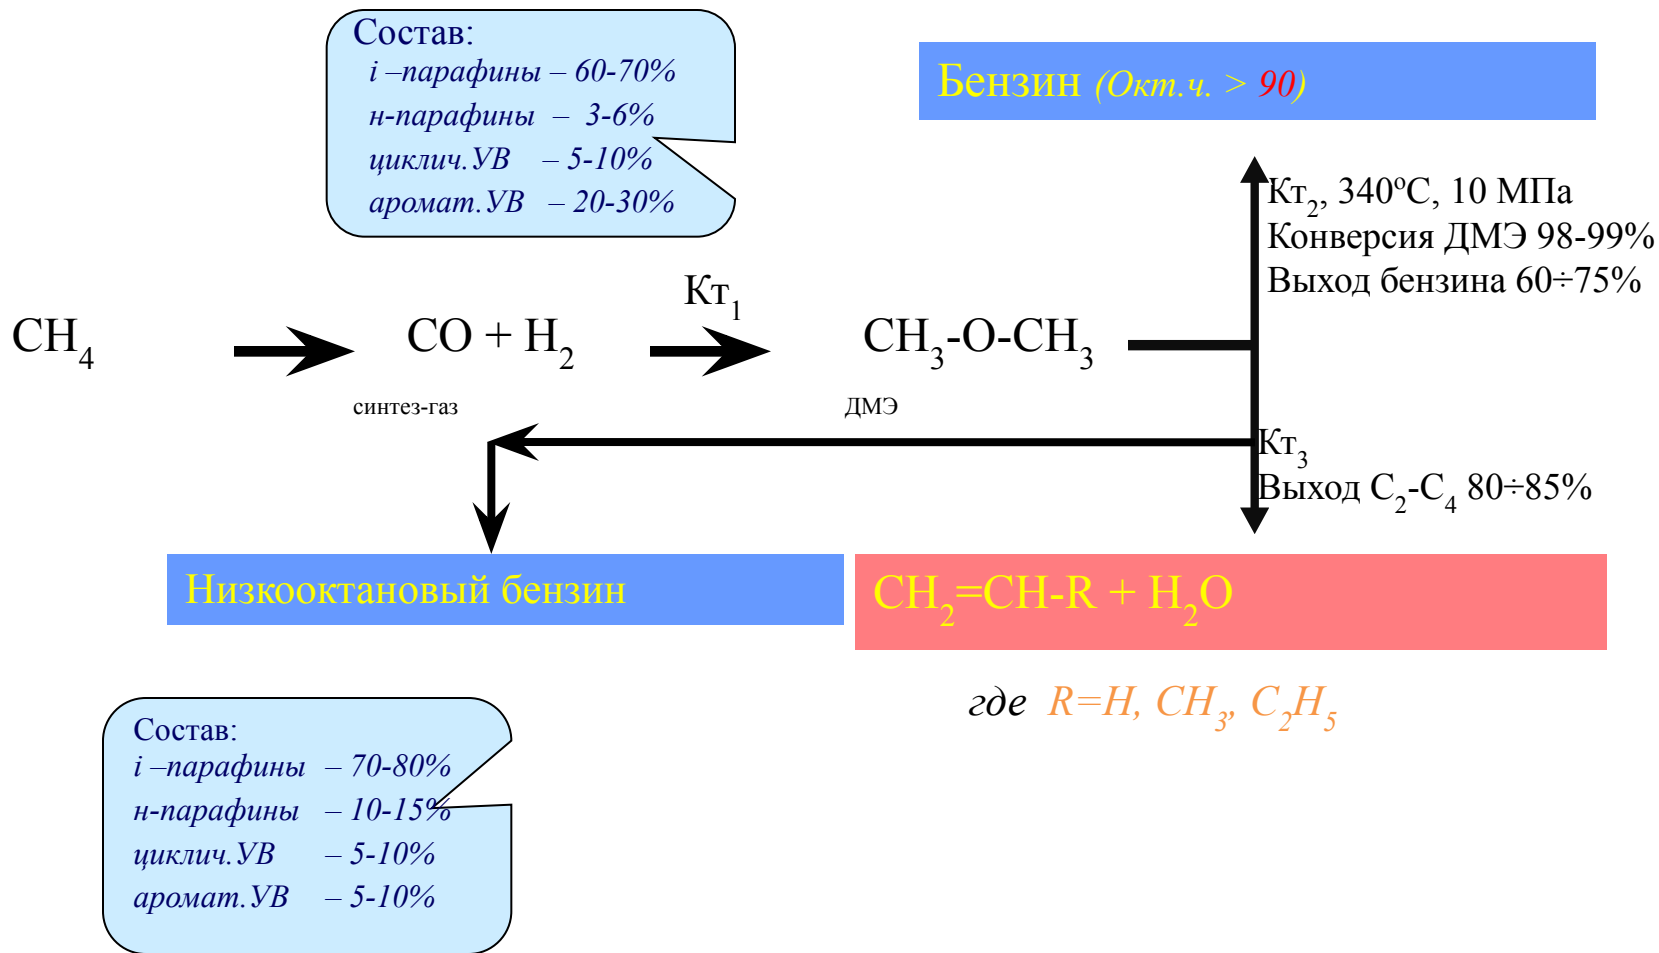 Состав:
i –парафины – 60-70%
н-парафины – 3-6%
циклич.УВ – 5-10%
аромат.УВ – 20-30%
Бензин (Окт.ч. > 90)
Кт₂, 340ºС, 10 МПа
Конверсия ДМЭ 98-99%
Выход бензина 60÷75%
Кт₁
CH₄
CO + H₂
CH₃-O-CH₃
синтез-газ
ДМЭ
Кт₃
Выход С₂-С₄ 80÷85%
Низкооктановый бензин
CH₂=CH-R + H₂O
где R=H, CH₃, C₂H₅
Состав:
i –парафины – 70-80%
н-парафины – 10-15%
циклич.УВ – 5-10%
аромат.УВ – 5-10%